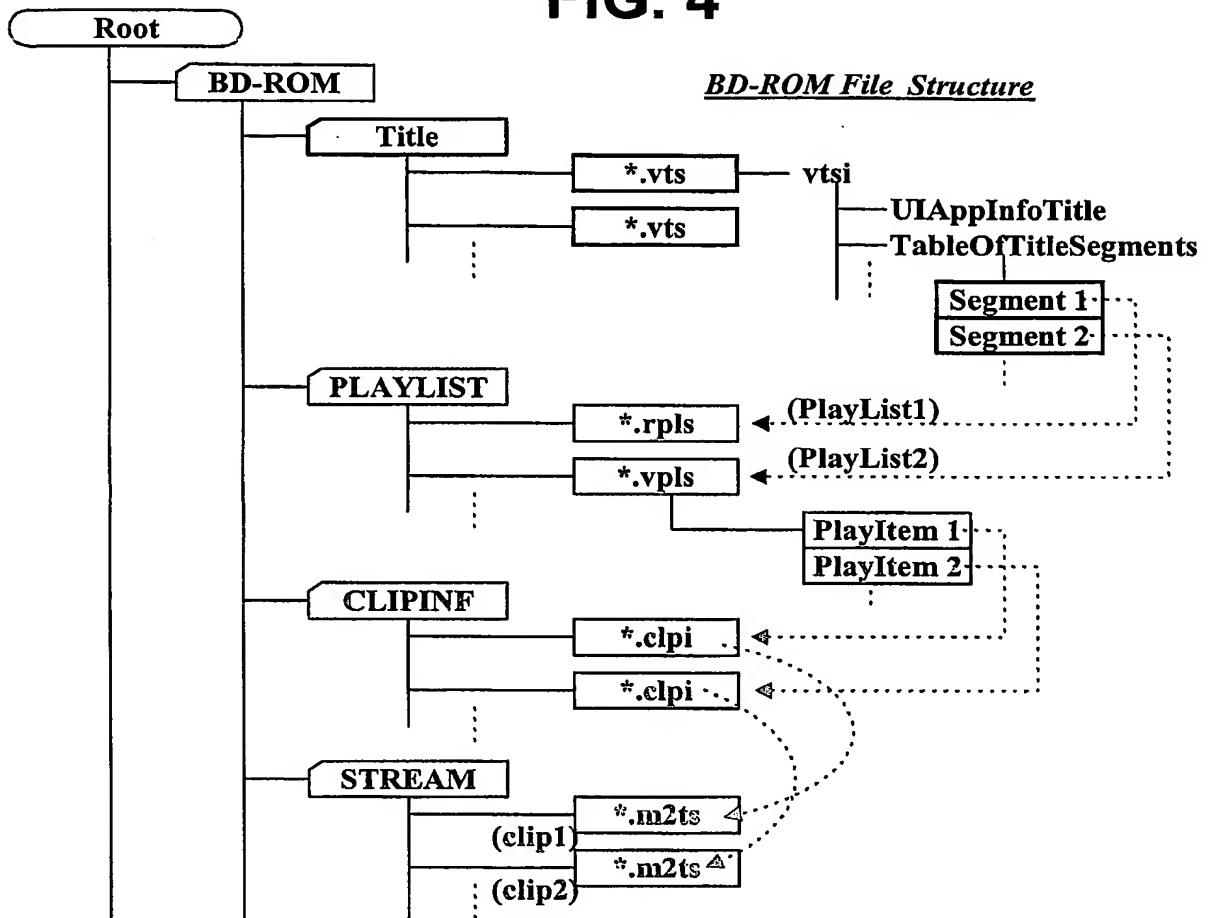 FIG. 4
Root
BD-ROM
BD-ROM File Structure
Title
*.vts
vtsi
UIAppInfoTitle
*.vts
TableOfTitleSegments
Segment 1
Segment 2
PLAYLIST
*.rpls
(PlayList1)
*.vpls
(PlayList2)
PlayItem 1
PlayItem 2
CLIPINF
*.clpi
*.clpi
STREAM
*.m2ts
(clip1)
*.m2ts
(clip2)